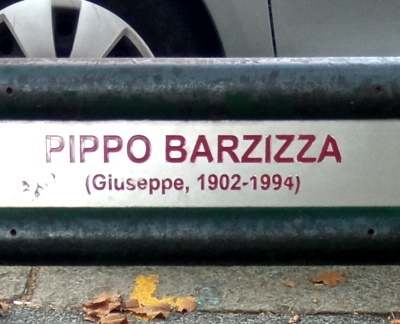 PIPPO BARZIZZA
(Giuseppe, 1902-1994)